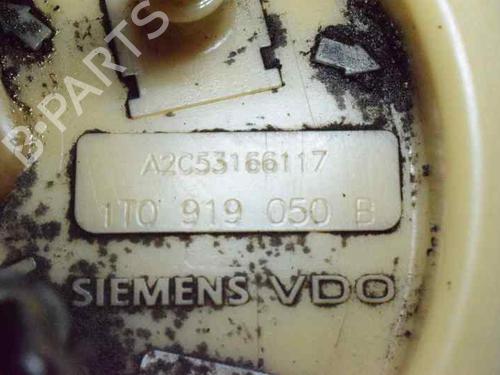 B-PARTS
A2C53166117
1T0 919 050 B
SIEMENS VDO